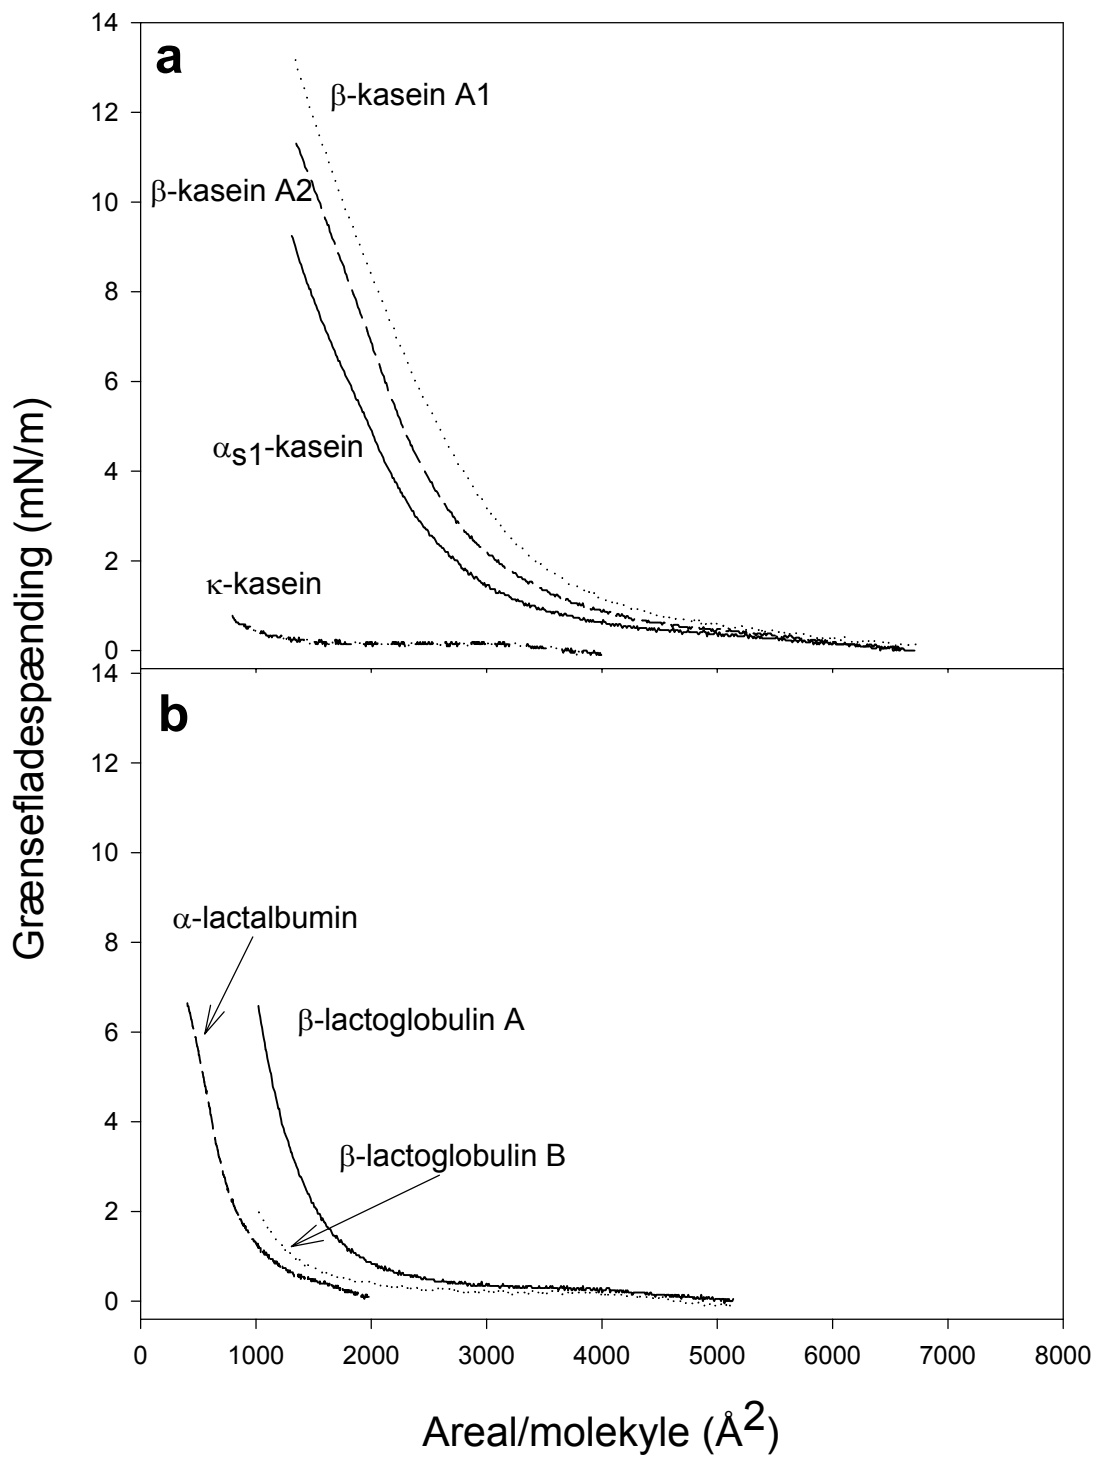 Grænsefladespænding (mN/m)
14
a
β-kasein A1
12
β-kasein A2
10
8
6
αs1-kasein
4
2
κ-kasein
0
14
b
12
10
α-lactalbumin
8
β-lactoglobulin A
6
4
β-lactoglobulin B
2
0
0 1000 2000 3000 4000 5000 6000 7000 8000
Areal/molekyle (Å2)